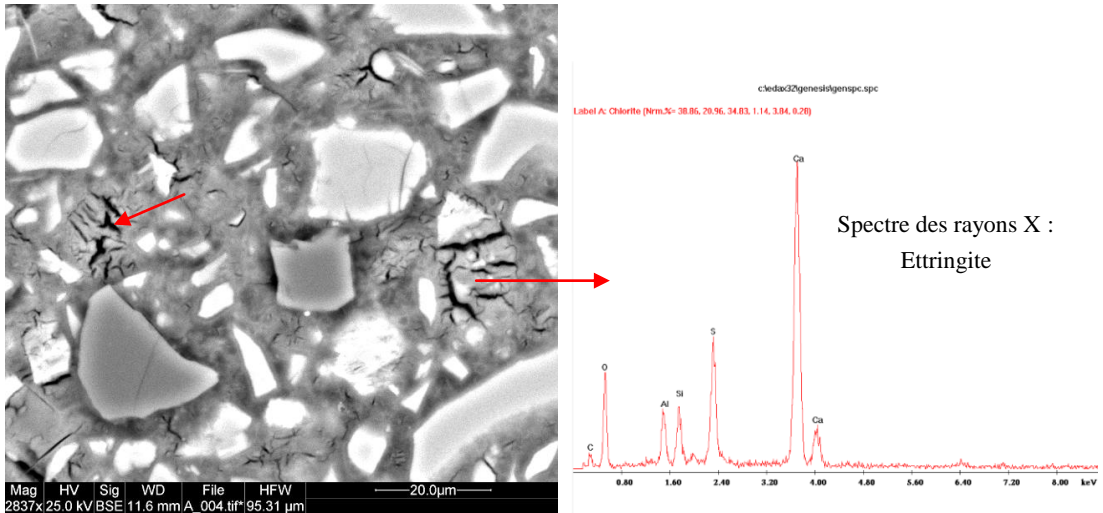 c:\edax32\genesis\genspc.spc
Label A: Chlorite (Nrm.%= 38.86, 20.96, 34.83, 1.14, 3.84, 0.28)
Ca
Spectre des rayons X :
Ettringite
S
O
Al
Si
Ca
C
0.80 1.60 2.40 3.20 4.00 4.80 5.60 6.40 7.20 8.00 keV
Mag HV Sig WD File HFW 20.0µm
2837x 25.0 kV BSE 11.6 mm A_004.tif* 95.31 µm